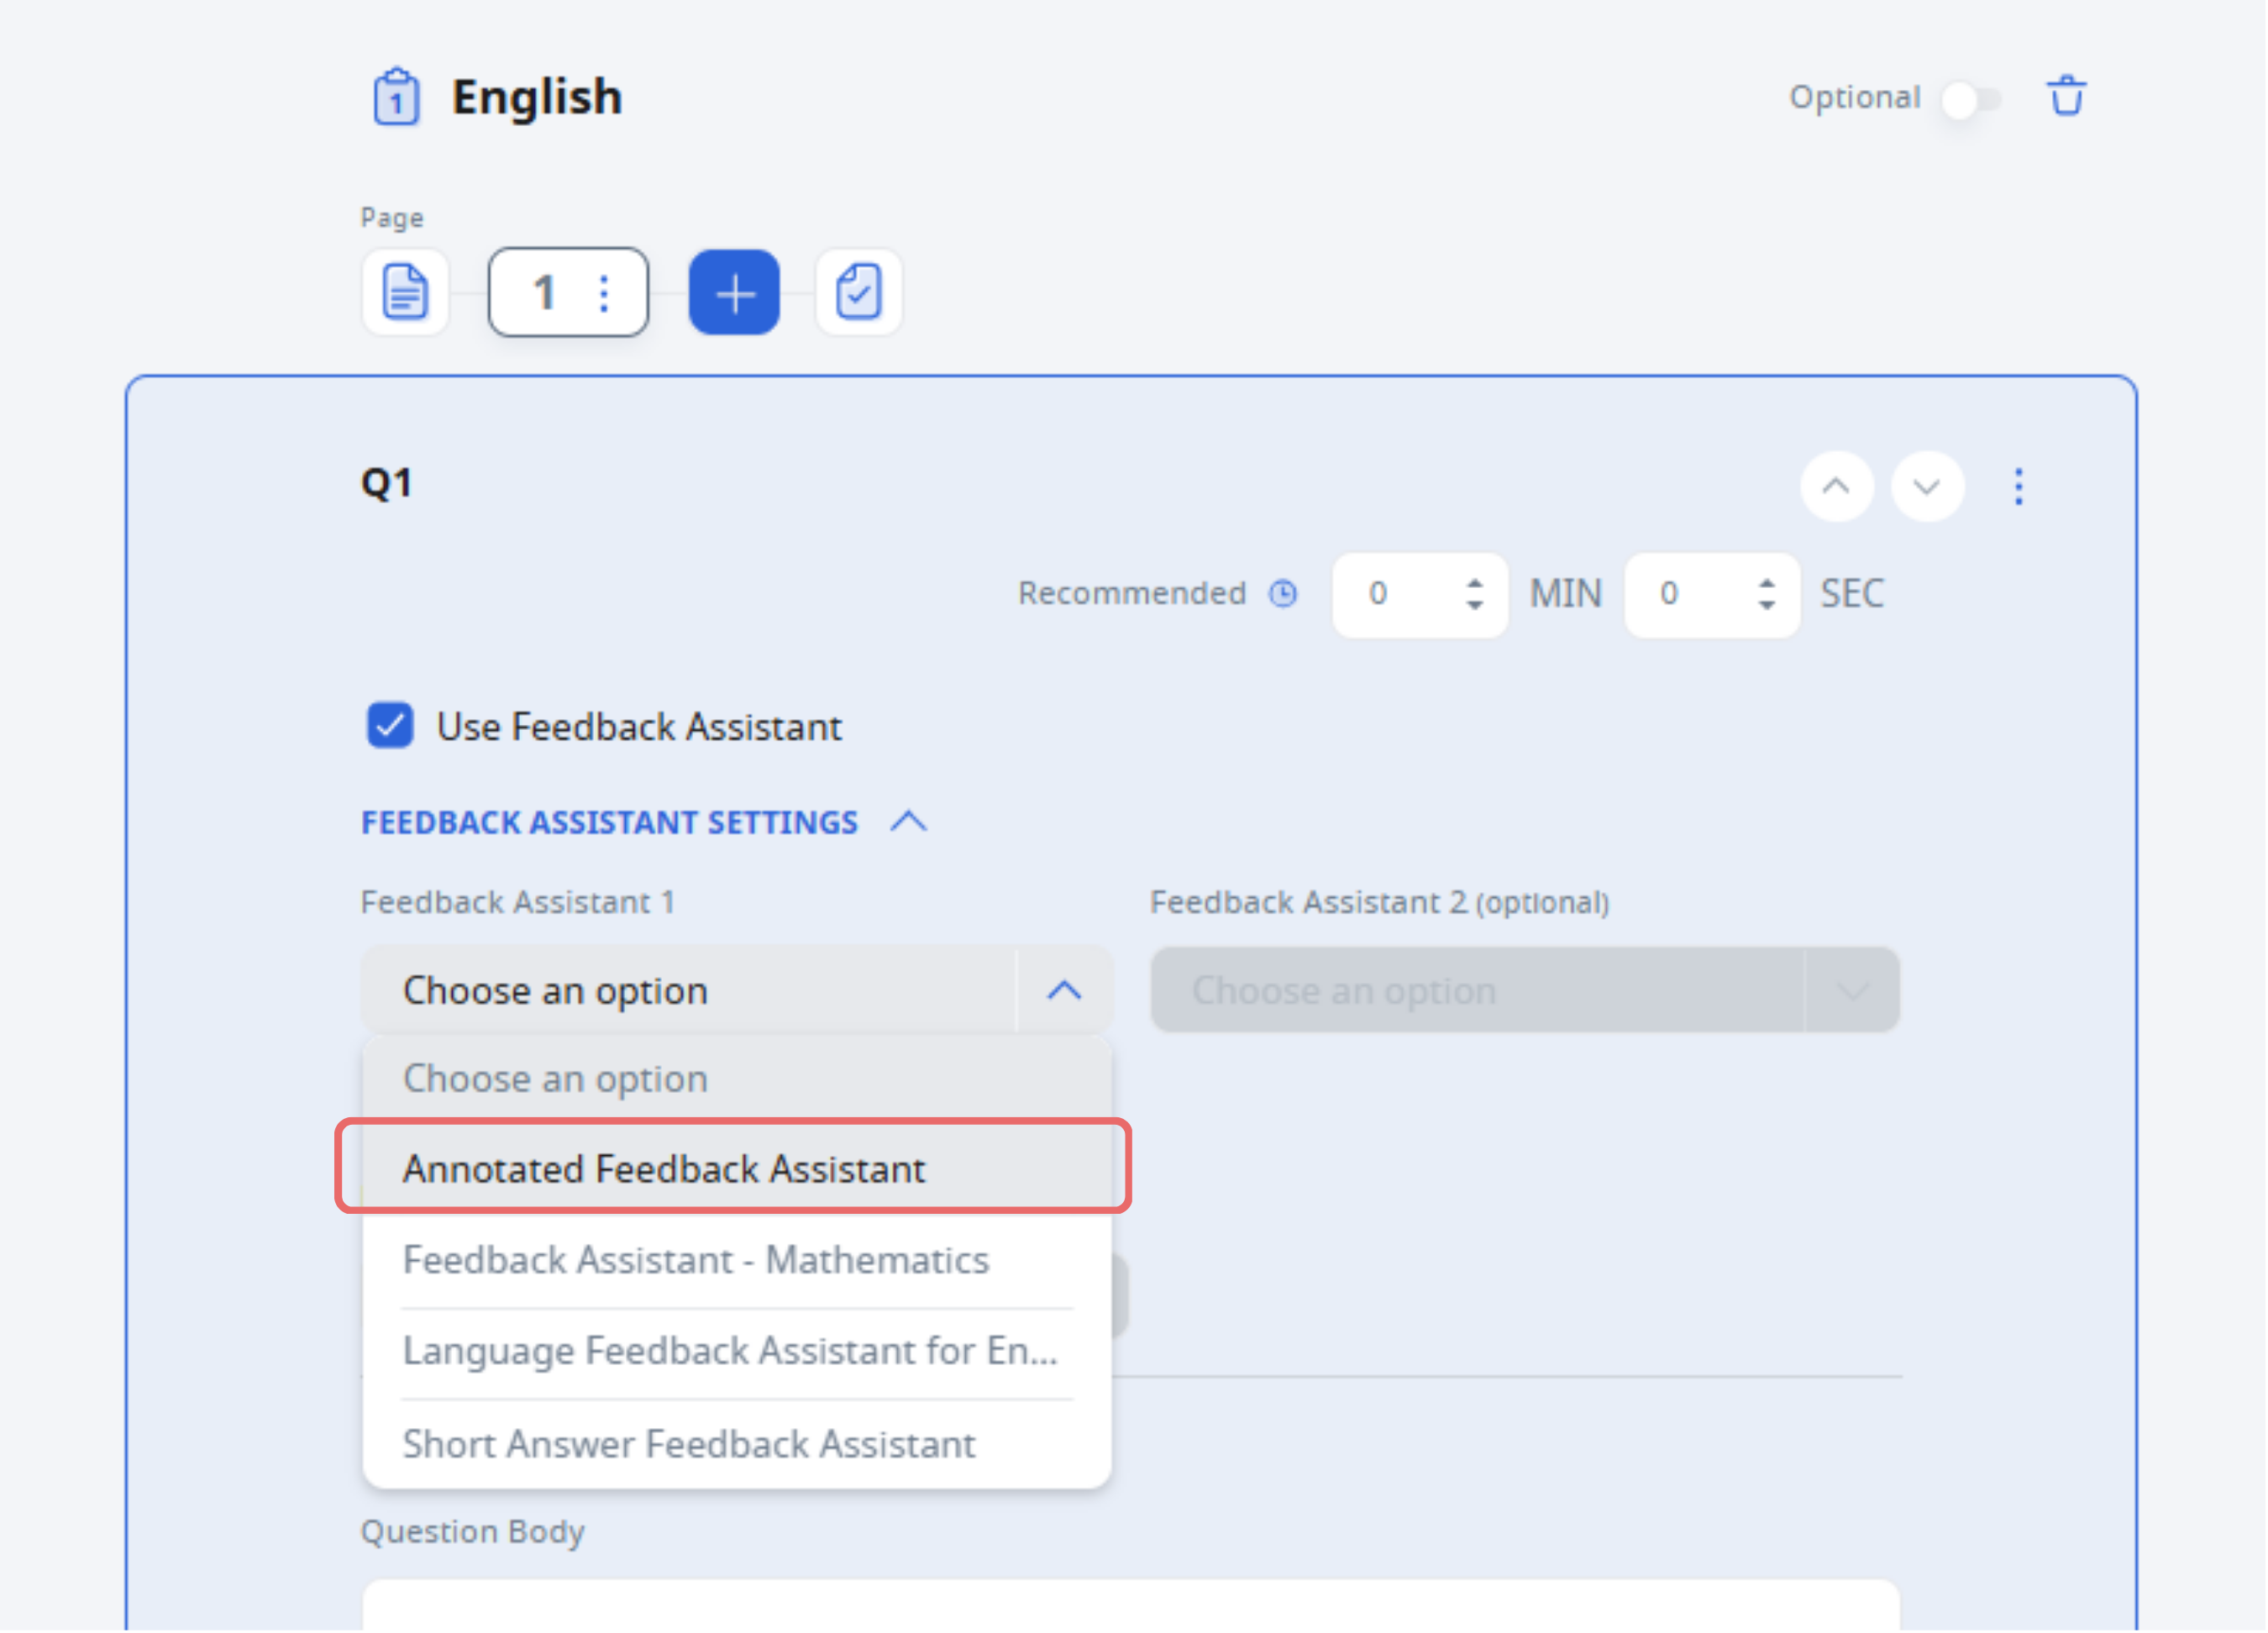 1 English Optional
Page
1
Q1
Recommended 0 MIN 0 SEC
Use Feedback Assistant
FEEDBACK ASSISTANT SETTINGS
Feedback Assistant 1 Feedback Assistant 2 (optional)
Choose an option Choose an option
Choose an option
Annotated Feedback Assistant
Feedback Assistant - Mathematics
Language Feedback Assistant for En...
Short Answer Feedback Assistant
Question Body